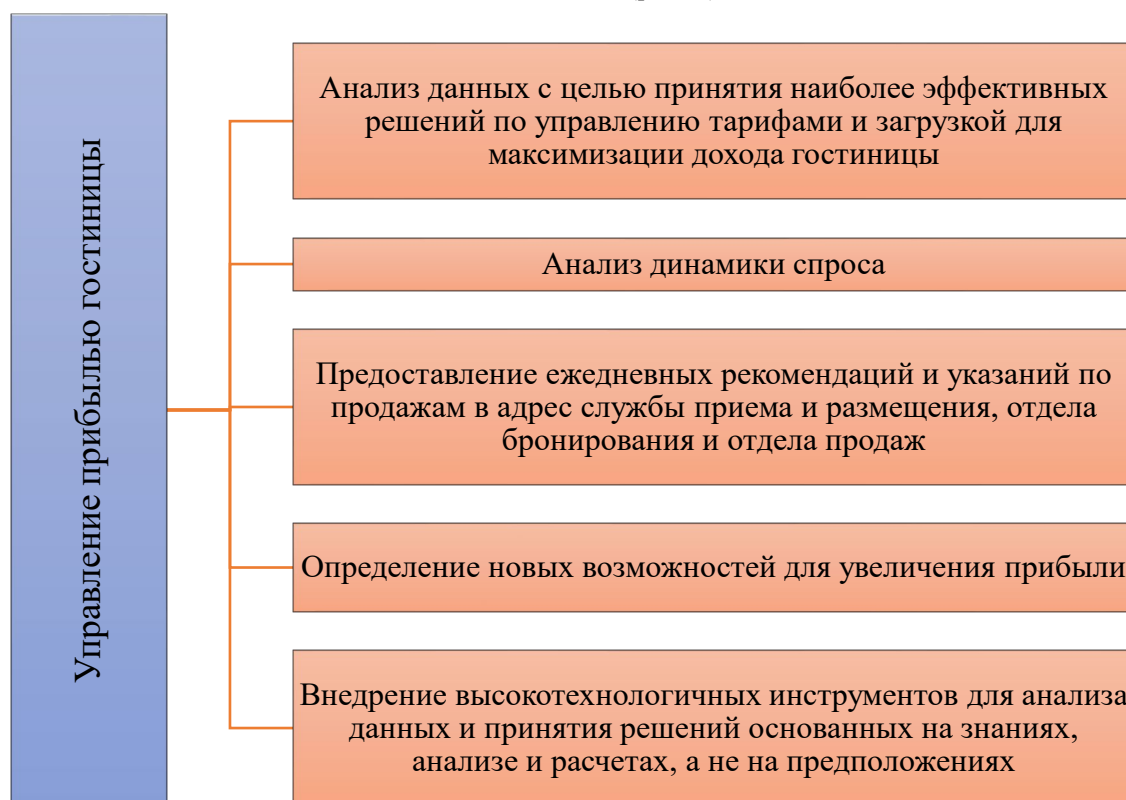 Управление прибылью гостиницы
Анализ данных с целью принятия наиболее эффективных
решений по управлению тарифами и загрузкой для
максимизации дохода гостиницы
Анализ динамики спроса
Предоставление ежедневных рекомендаций и указаний по
продажам в адрес службы приема и размещения, отдела
бронирования и отдела продаж
Определение новых возможностей для увеличения прибыли
Внедрение высокотехнологичных инструментов для анализа
данных и принятия решений основанных на знаниях,
анализе и расчетах, а не на предположениях